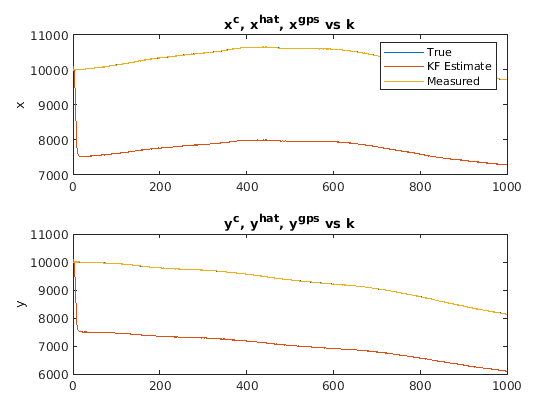 x^c, x^hat, x^gps vs k
11000
10000
9000
8000
7000
x
True
KF Estimate
Measured
0 200 400 600 800 1000
y^c, y^hat, y^gps vs k
11000
10000
9000
8000
7000
6000
y
0 200 400 600 800 1000